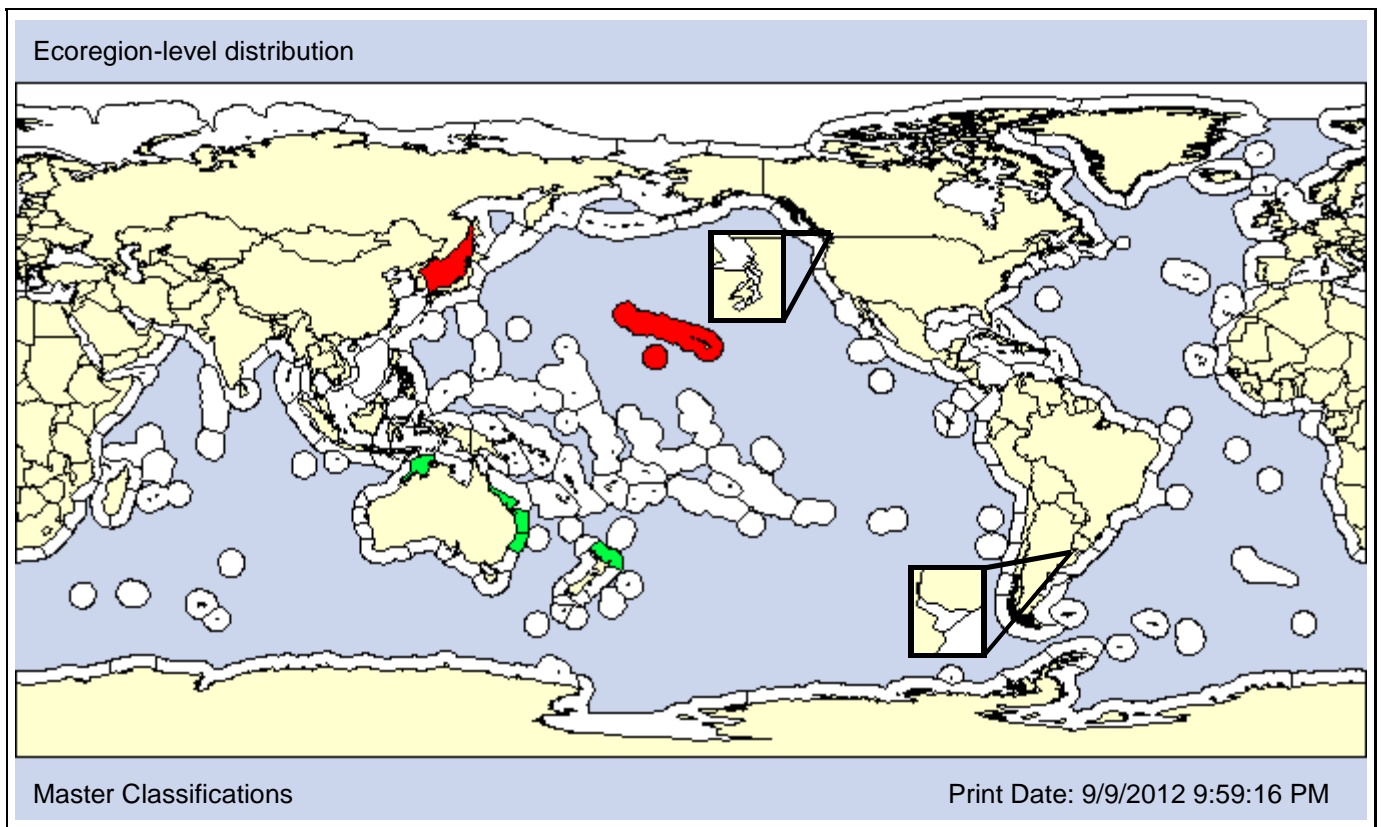 Ecoregion-level distribution
Master Classifications
Print Date: 9/9/2012 9:59:16 PM